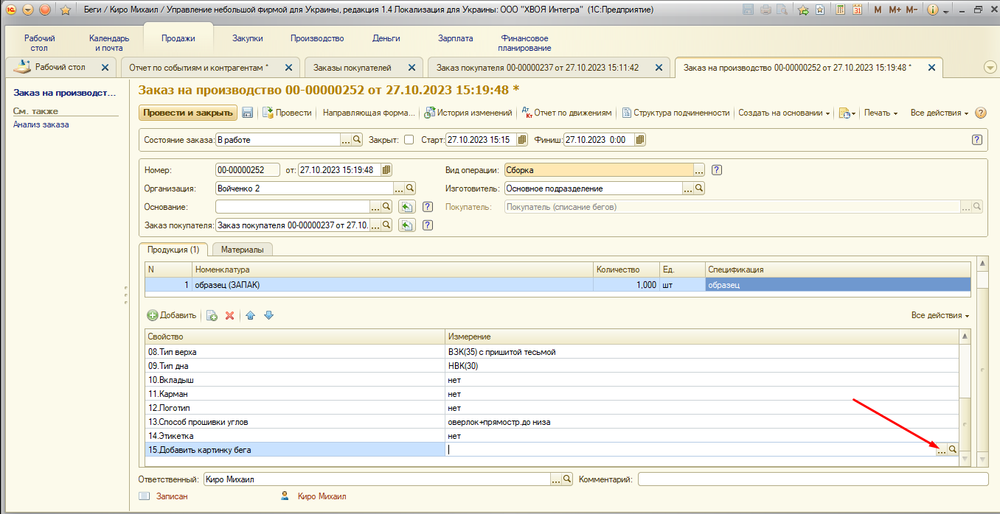 Беги / Киро Михаил / Управление небольшой фирмой для Украины, редакция 1.4 Локализация для Украины: ООО "ХВОЯ Интегра" (1С:Предприятие)
M M+ M-
Рабочий стол
Календарь и почта
Продажи
Закупки
Производство
Деньги
Зарплата
Финансовое планирование
Рабочий стол
Отчет по событиям и контрагентам *
Заказы покупателей
Заказ покупателя 00-00000237 от 27.10.2023 15:11:42
Заказ на производство 00-00000252 от 27.10.2023 15:19:48 *
Заказ на производст...
См. также
Анализ заказа
Заказ на производство 00-00000252 от 27.10.2023 15:19:48 *
Провести и закрыть Провести Направляющая форма... История изменений Дт Кт Отчет по движениям Структура подчиненности Создать на основании Печать Все действия ?
Состояние заказа: В работе ... Закрыт: Старт: 27.10.2023 15:15 Финиш: 27.10.2023 0:00 ?
Номер: 00-00000252 от: 27.10.2023 15:19:48 Вид операции: Сборка ... ?
Организация: Войченко 2 ... Изготовитель: Основное подразделение ...
Основание: ... ? Покупатель: Покупатель (списание бегов) ...
Заказ покупателя: Заказ покупателя 00-00000237 от 27.10. ... ?
Продукция (1) Материалы
N Номенклатура Количество Ед. Спецификация
1 образец (ЗАПАК) 1,000 шт образец
Добавить Все действия
Свойство Измерение
08.Тип верха ВЗК(35) с пришитой тесьмой
09.Тип дна НВК(30)
10.Вкладыш нет
11.Карман нет
12.Логотип нет
13.Способ прошивки углов оверлок+прямостр.до низа
14.Этикетка нет
15.Добавить картинку бега ...
Ответственный: Киро Михаил ... Комментарий:
Записан Киро Михаил